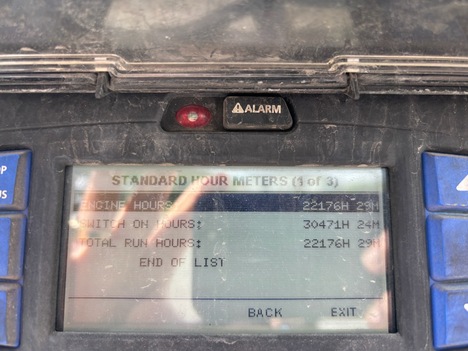 ALARM
STANDARD HOUR METERS (1 of 3)
ENGINE HOURS: 22176H 29M
SWITCH ON HOURS: 30471H 24M
TOTAL RUN HOURS: 22176H 29M
END OF LIST
BACK EXIT